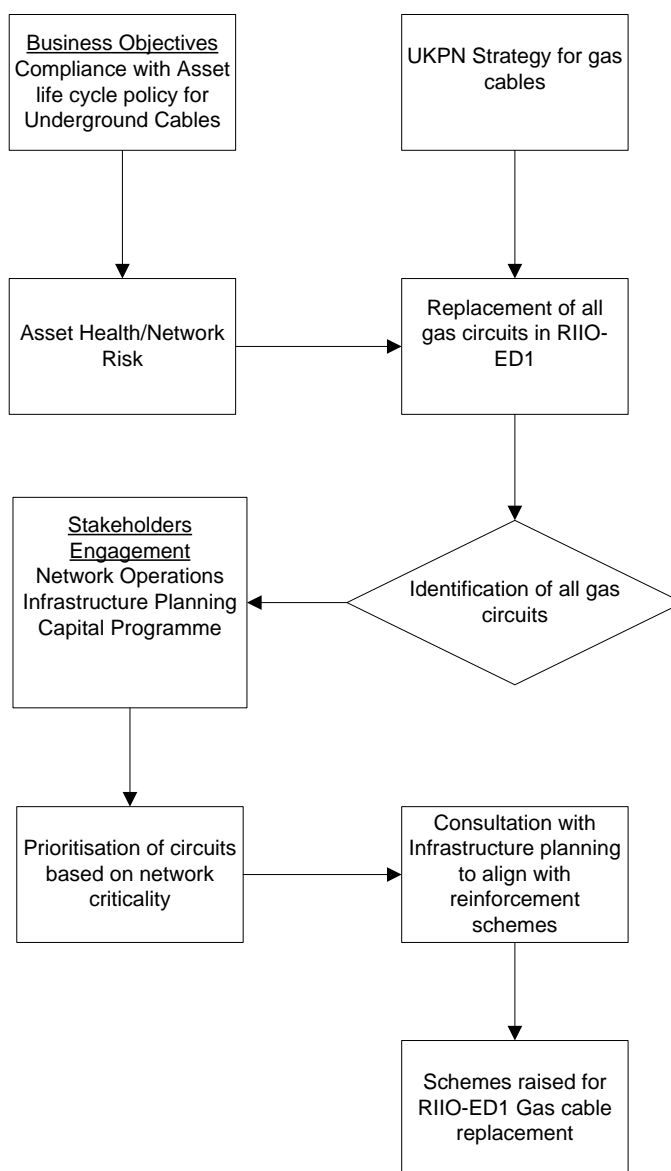 Business Objectives
Compliance with Asset
life cycle policy for
Underground Cables
UKPN Strategy for gas
cables
Asset Health/Network
Risk
Replacement of all
gas circuits in RIIO-
ED1
Identification of all gas
circuits
Stakeholders
Engagement
Network Operations
Infrastructure Planning
Capital Programme
Prioritisation of circuits
based on network
criticality
Consultation with
Infrastructure planning
to align with
reinforcement
schemes
Schemes raised for
RIIO-ED1 Gas cable
replacement